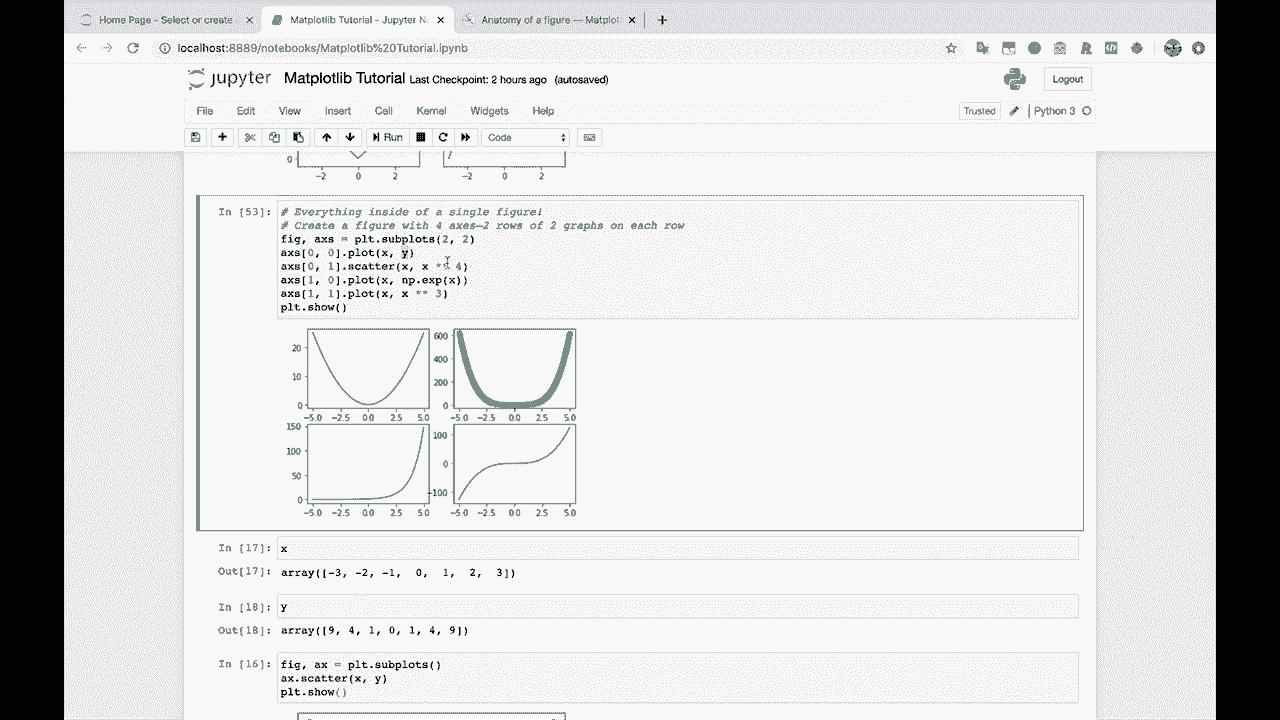 Home Page - Select or create
Matplotlib Tutorial - Jupyter N
Anatomy of a figure — Matplot
localhost:8889/notebooks/Matplotlib%20Tutorial.ipynb
jupyter Matplotlib Tutorial Last Checkpoint: 2 hours ago (autosaved)
Logout
File Edit View Insert Cell Kernel Widgets Help
Trusted Python 3
Run Code
0
-2 0 2 -2 0 2
In [53]: # Everything inside of a single figure!
# Create a figure with 4 axes—2 rows of 2 graphs on each row
fig, axs = plt.subplots(2, 2)
axs[0, 0].plot(x, y)
axs[0, 1].scatter(x, x ** 4)
axs[1, 0].plot(x, np.exp(x))
axs[1, 1].plot(x, x ** 3)
plt.show()
20
10
0
-5.0 -2.5 0.0 2.5 5.0
600
400
200
0
-5.0 -2.5 0.0 2.5 5.0
150
100
50
0
-5.0 -2.5 0.0 2.5 5.0
100
0
-100
-5.0 -2.5 0.0 2.5 5.0
In [17]: x
Out[17]: array([-3, -2, -1, 0, 1, 2, 3])
In [18]: y
Out[18]: array([9, 4, 1, 0, 1, 4, 9])
In [16]: fig, ax = plt.subplots()
ax.scatter(x, y)
plt.show()